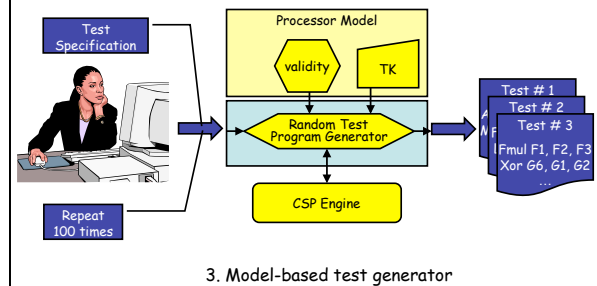 Test
Specification
Processor Model
validity
TK
Random Test
Program Generator
CSP Engine
Repeat
100 times
Test # 1
Test # 2
Test # 3
Fmul F1, F2, F3
Xor G6, G1, G2
...
3. Model-based test generator